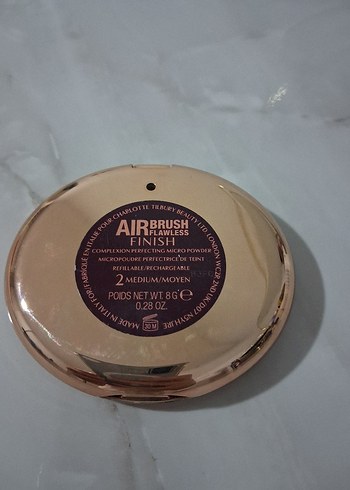 MADE IN ITALY FOR/FABRIQUÉ EN ITALIE POUR CHARLOTTE TILBURY BEAUTY LTD LONDON WC2R
AIRBRUSH
FLAWLESS
FINISH
COMPLEXION PERFECTING MICRO POWDER
MICROPOUDRE PERFECTRICE DE TEINT
REFILLABLE/RECHARGEABLE
2 MEDIUM/MOYEN
POIDS NET WT. 8 G e
0.28 OZ.
30 M